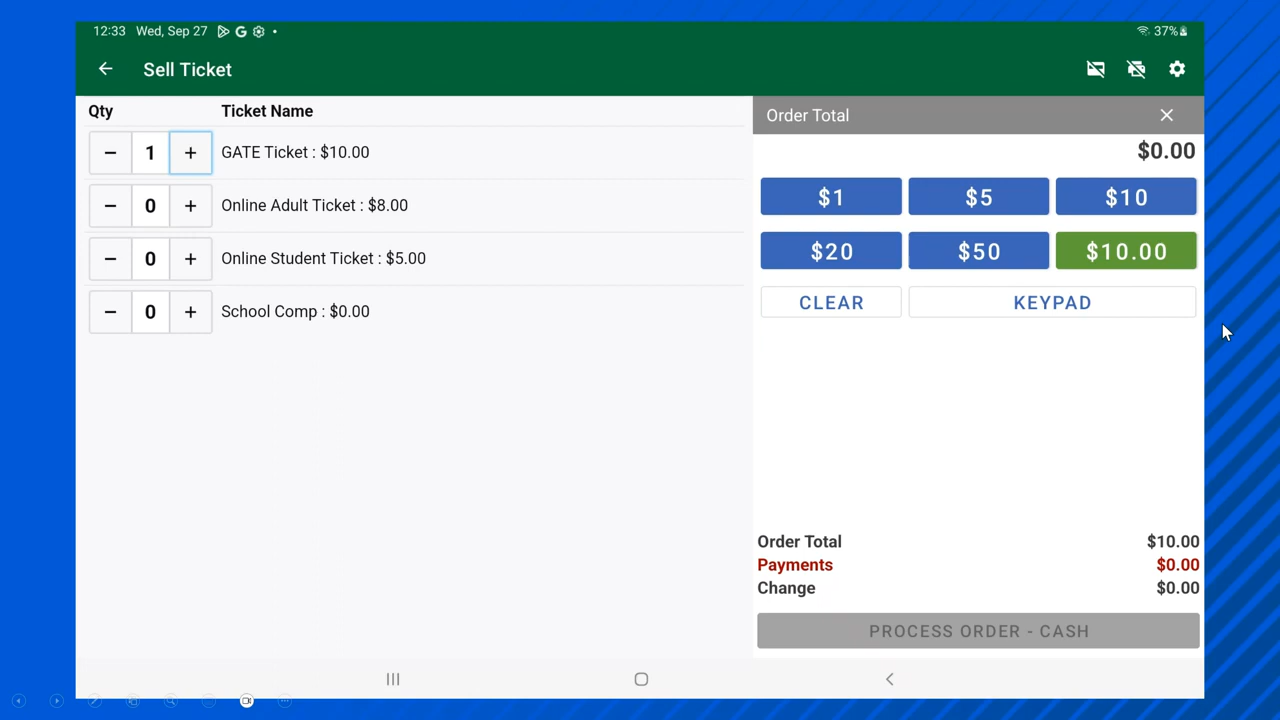 12:33 Wed, Sep 27 G
37%
Sell Ticket
Qty Ticket Name
1 GATE Ticket : $10.00
0 Online Adult Ticket : $8.00
0 Online Student Ticket : $5.00
0 School Comp : $0.00
Order Total
$0.00
$1 $5 $10
$20 $50 $10.00
CLEAR KEYPAD
Order Total $10.00
Payments $0.00
Change $0.00
PROCESS ORDER - CASH